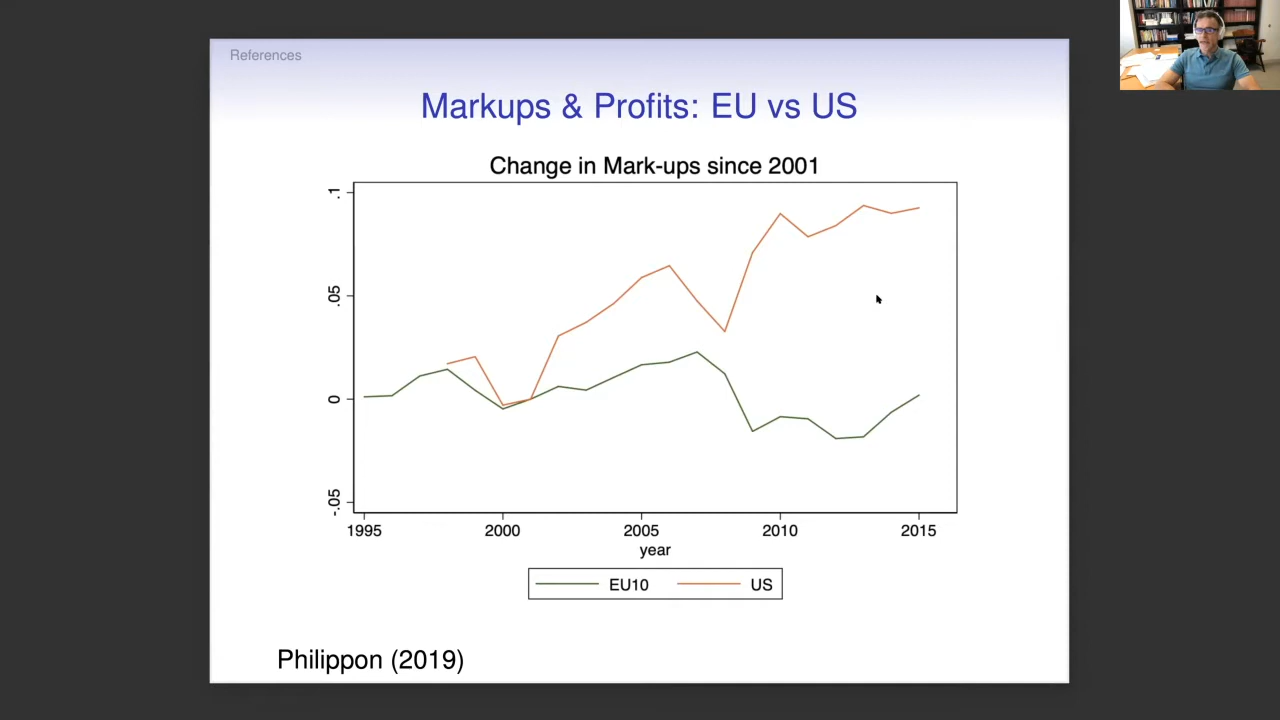 References
Markups & Profits: EU vs US
Change in Mark-ups since 2001
.1
.05
0
-.05
1995 2000 2005 2010 2015
year
EU10 US
Philippon (2019)